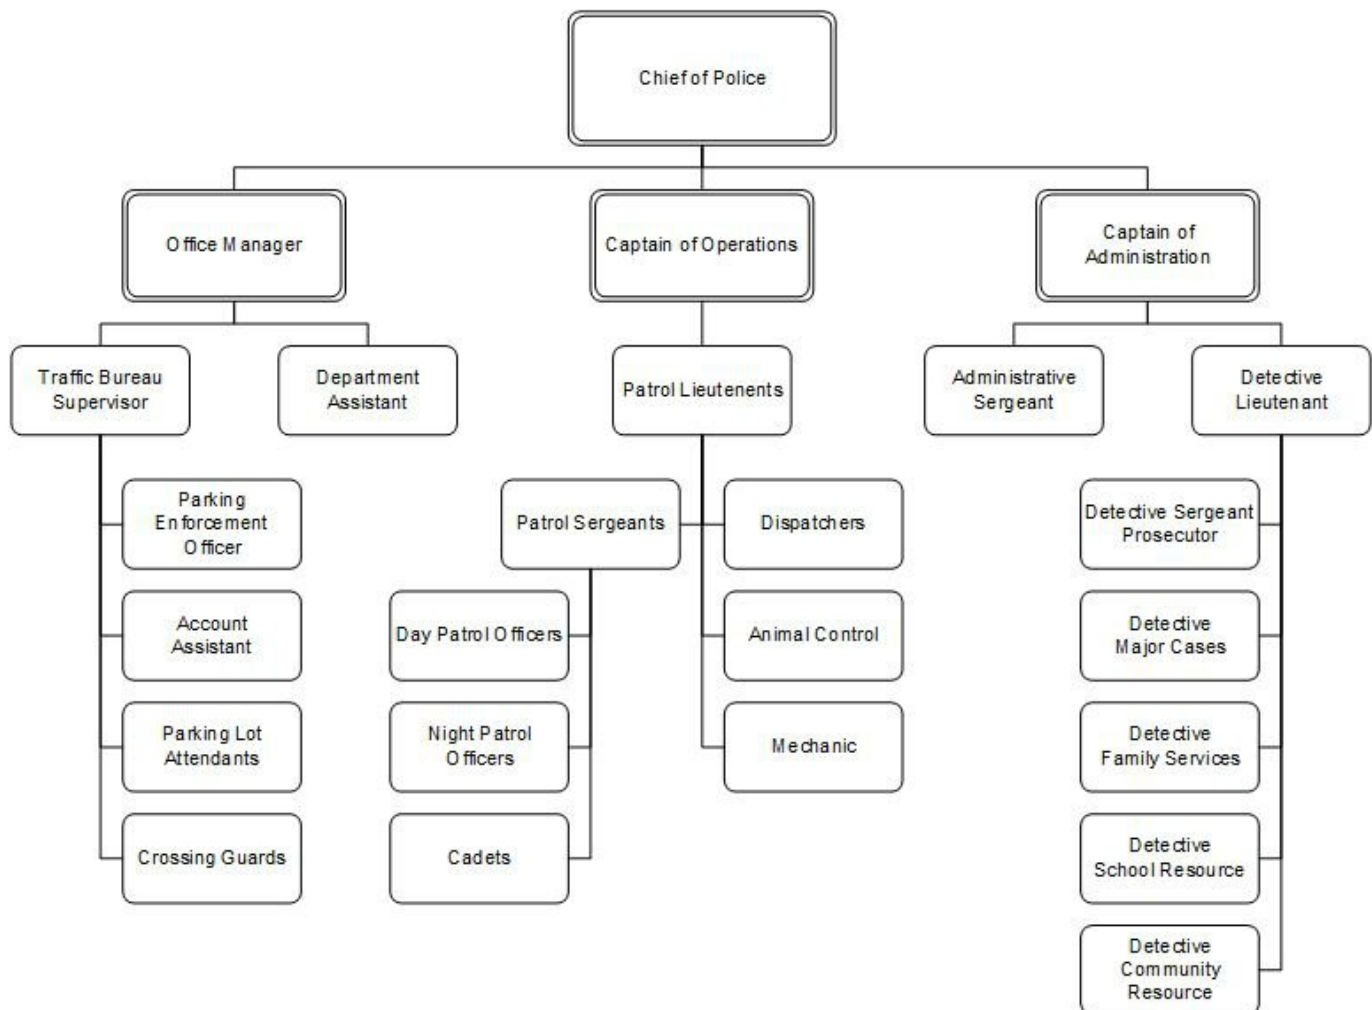 Chief of Police
Office Manager
Captain of Operations
Captain of
Administration
Traffic Bureau
Supervisor
Department
Assistant
Patrol Lieutenents
Administrative
Sergeant
Detective
Lieutenant
Parking
Enforcement
Officer
Patrol Sergeants
Dispatchers
Detective Sergeant
Prosecutor
Account
Assistant
Day Patrol Officers
Animal Control
Detective
Major Cases
Parking Lot
Attendants
Night Patrol
Officers
Mechanic
Detective
Family Services
Crossing Guards
Cadets
Detective
School Resource
Detective
Community
Resource